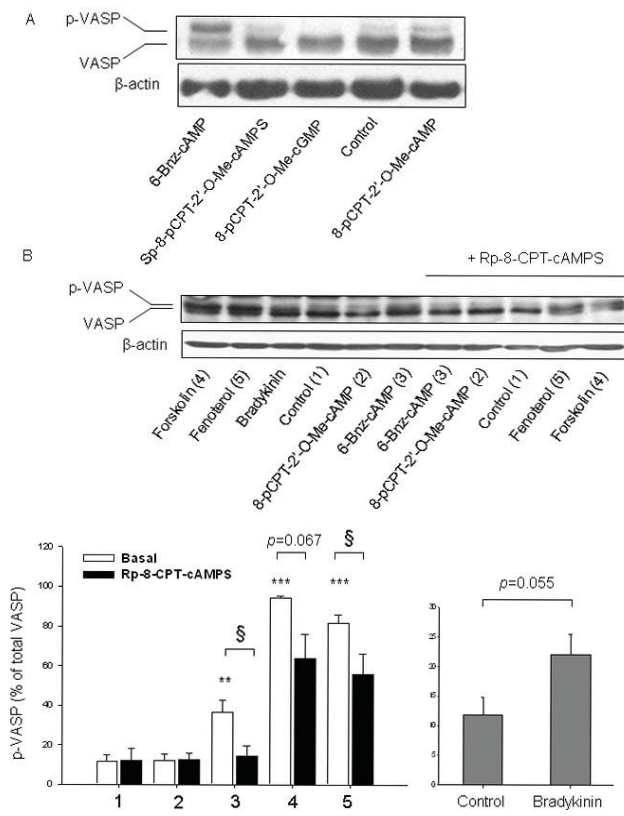 A
p-VASP
VASP
β-actin
6-Bnz-cAMP
Sp-8-pCPT-2'-O-Me-cAMPS
8-pCPT-2'-O-Me-cGMP
Control
8-pCPT-2'-O-Me-cAMP
B
+ Rp-8-CPT-cAMPS
p-VASP
VASP
β-actin
Forskolin (4)
Fenoterol (5)
Bradykinin
Control (1)
8-pCPT-2'-O-Me-cAMP (2)
6-Bnz-cAMP (3)
6-Bnz-cAMP (3)
8-pCPT-2'-O-Me-cAMP (2)
Control (1)
Fenoterol (5)
Forskolin (4)
p-VASP (% of total VASP)
120
100
80
60
40
20
0
Basal
Rp-8-CPT-cAMPS
**
§
***
p=0.067
***
§
1 2 3 4 5
p=0.055
30
25
20
15
10
5
0
Control Bradykinin